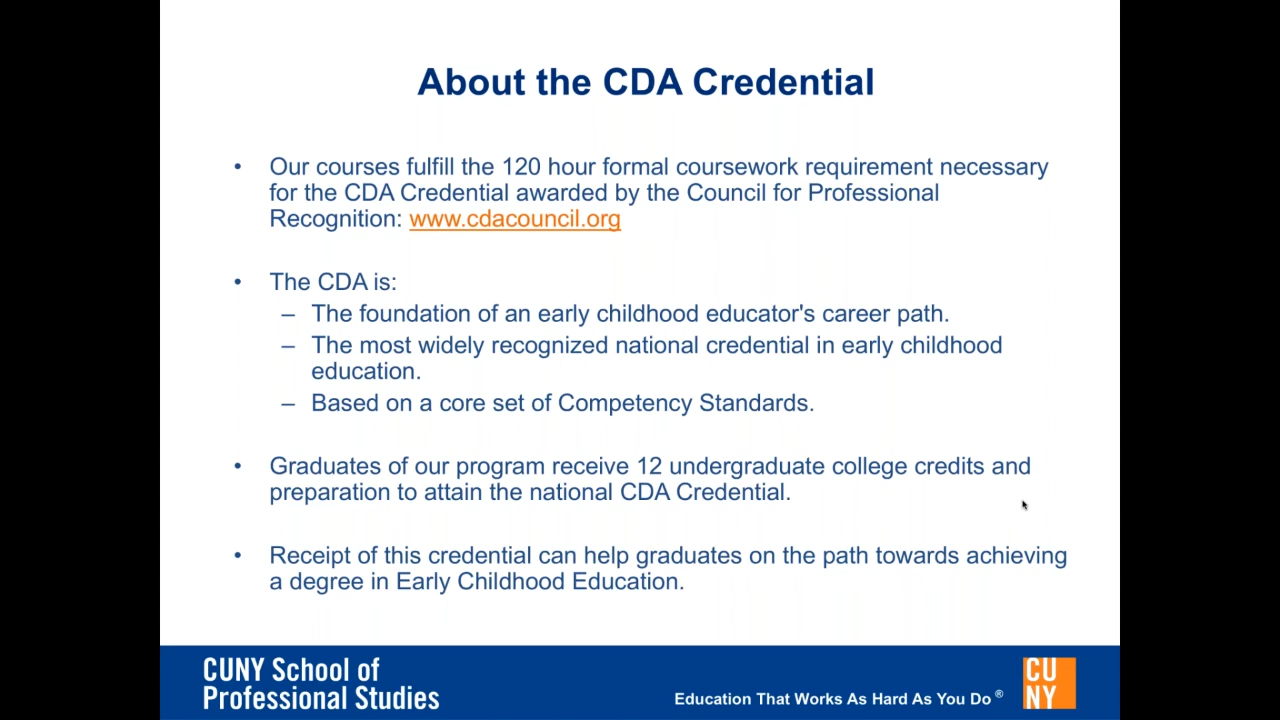 About the CDA Credential
• Our courses fulfill the 120 hour formal coursework requirement necessary
for the CDA Credential awarded by the Council for Professional
Recognition: www.cdacouncil.org
• The CDA is:
– The foundation of an early childhood educator's career path.
– The most widely recognized national credential in early childhood
education.
– Based on a core set of Competency Standards.
• Graduates of our program receive 12 undergraduate college credits and
preparation to attain the national CDA Credential.
• Receipt of this credential can help graduates on the path towards achieving
a degree in Early Childhood Education.
CUNY School of
Professional Studies
Education That Works As Hard As You Do ®
CU
NY